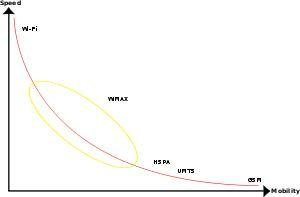 Speed
Wi-Fi
WiMAX
HSPA
UMTS
GSM
Mobility